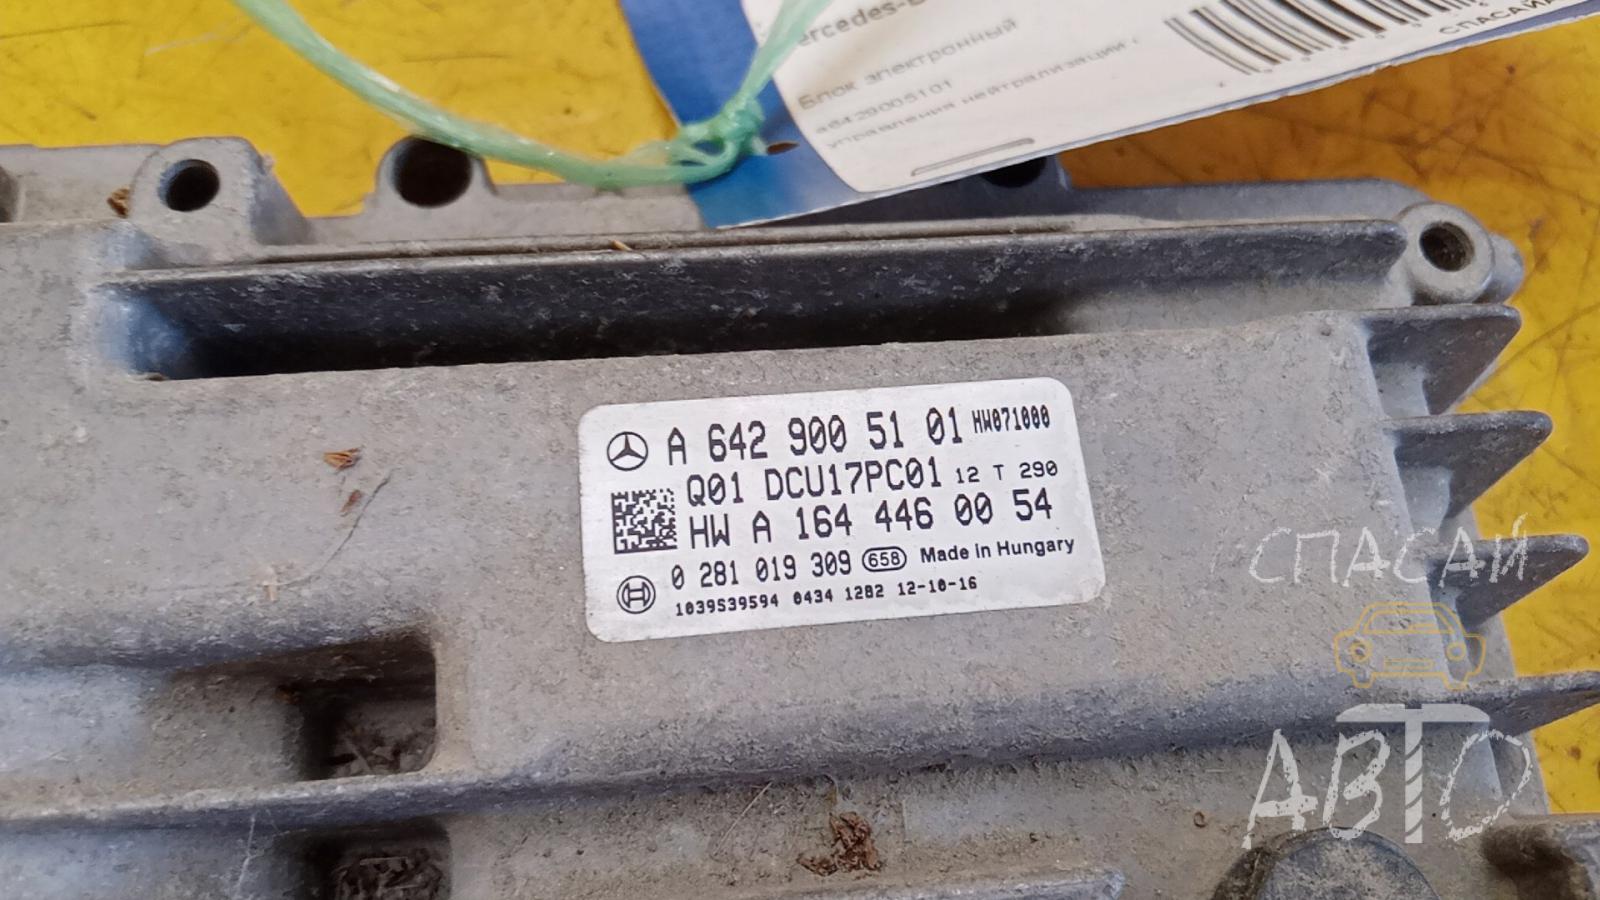 Блок электронный
a6429005101
управления нейтрализации
A 642 900 51 01 HW071000
Q01 DCU17PC01 12 T 290
HW A 164 446 00 54
0 281 019 309 658 Made in Hungary
1039S39594 0434 1282 12-10-16
СПАСАЙ
АВТО